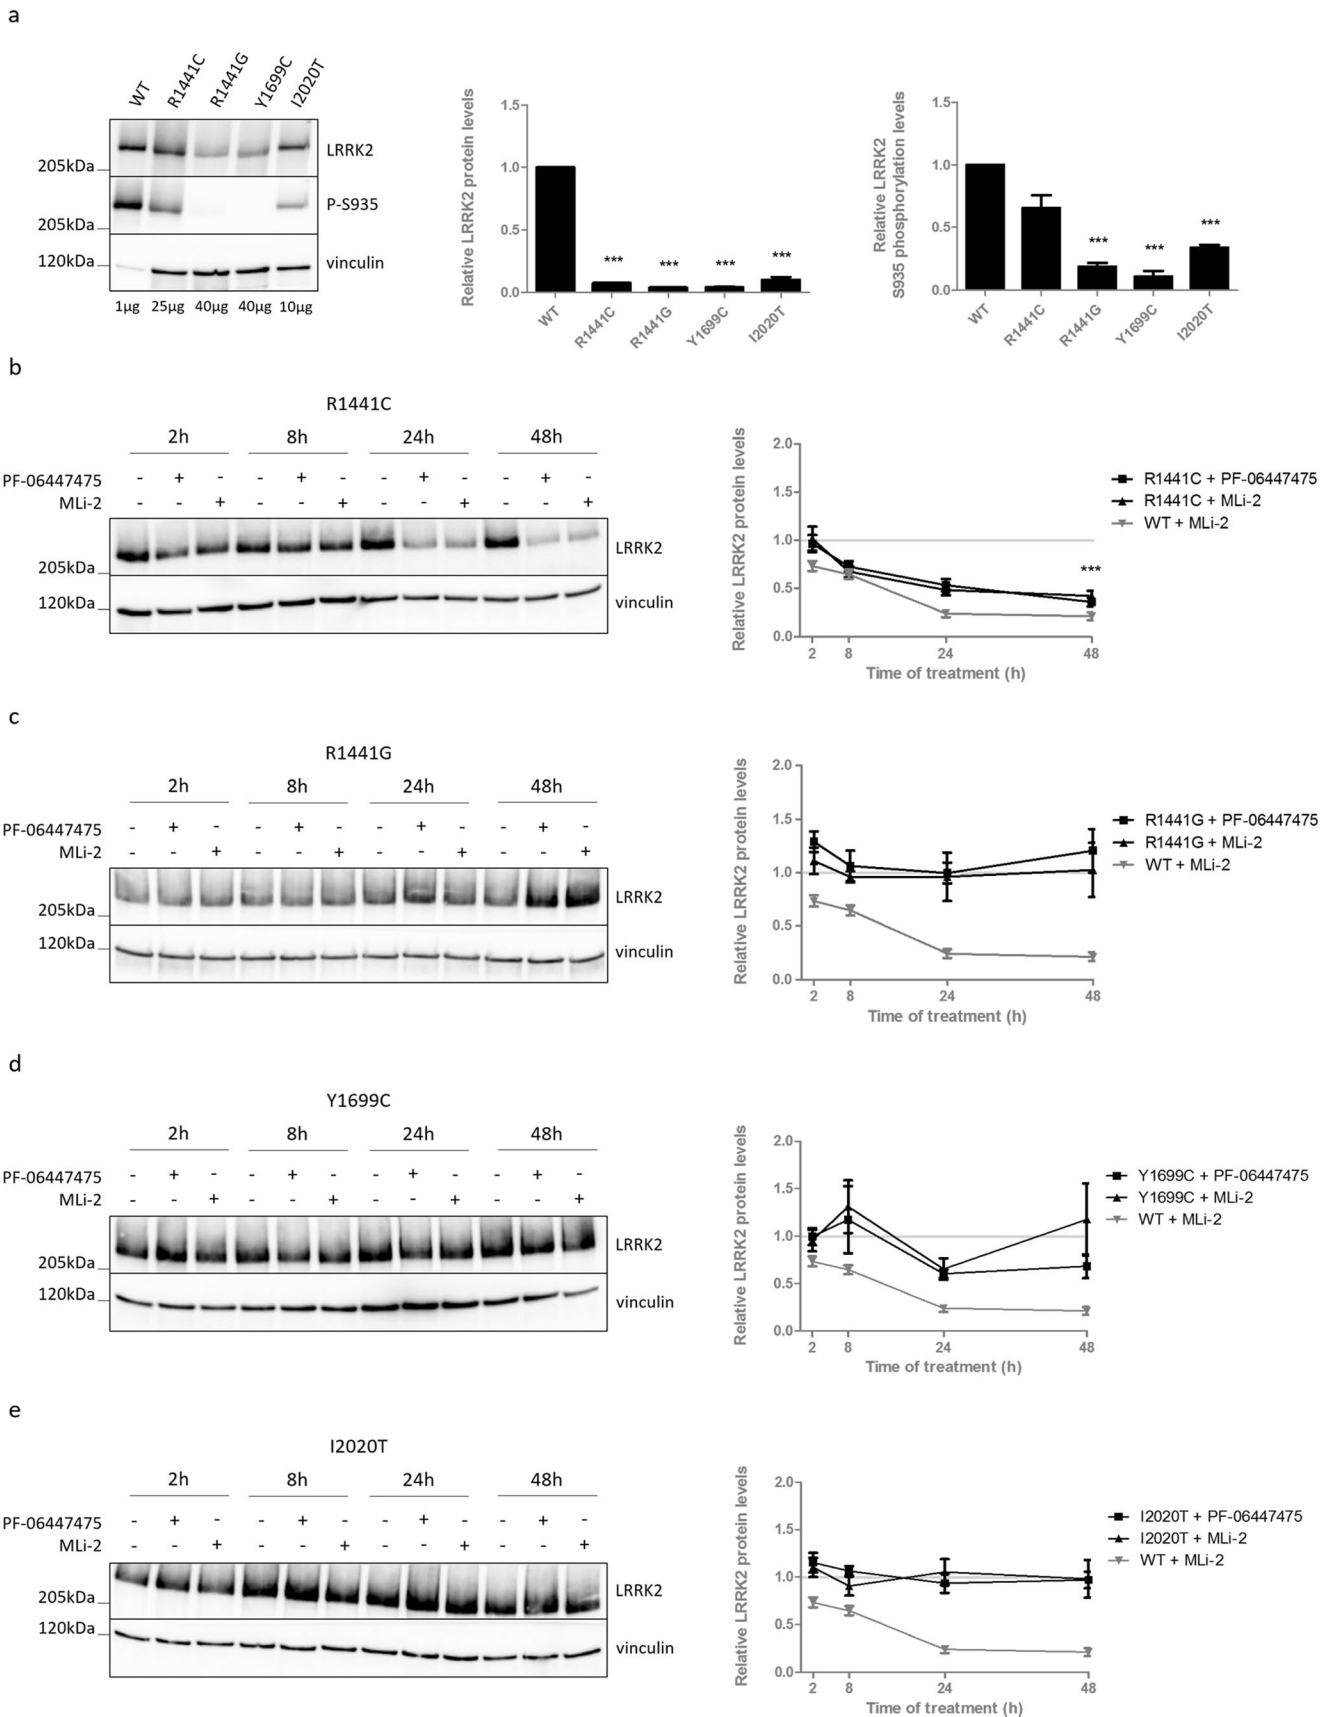 a
WT
R1441C
R1441G
Y1699C
I2020T
205kDa
LRRK2
205kDa
P-S935
120kDa
vinculin
1µg 25µg 40µg 40µg 10µg
Relative LRRK2 protein levels
1.5
1.0
0.5
0.0
*** *** *** ***
WT
R1441C
R1441G
Y1699C
I2020T
Relative LRRK2
S935 phosphorylation levels
1.5
1.0
0.5
0.0
*** *** ***
WT
R1441C
R1441G
Y1699C
I2020T
b
R1441C
2h 8h 24h 48h
PF-06447475 - + - - + - - + - - + -
MLi-2 - - + - - + - - + - - +
LRRK2
205kDa
120kDa
vinculin
Relative LRRK2 protein levels
2.0
1.5
1.0
0.5
0.0
***
2 8 24 48
Time of treatment (h)
R1441C + PF-06447475
R1441C + MLi-2
WT + MLi-2
c
R1441G
2h 8h 24h 48h
PF-06447475 - + - - + - - + - - + -
MLi-2 - - + - - + - - + - - +
LRRK2
205kDa
120kDa
vinculin
Relative LRRK2 protein levels
2.0
1.5
1.0
0.5
0.0
2 8 24 48
Time of treatment (h)
R1441G + PF-06447475
R1441G + MLi-2
WT + MLi-2
d
Y1699C
2h 8h 24h 48h
PF-06447475 - + - - + - - + - - + -
MLi-2 - - + - - + - - + - - +
LRRK2
205kDa
120kDa
vinculin
Relative LRRK2 protein levels
2.0
1.5
1.0
0.5
0.0
2 8 24 48
Time of treatment (h)
Y1699C + PF-06447475
Y1699C + MLi-2
WT + MLi-2
e
I2020T
2h 8h 24h 48h
PF-06447475 - + - - + - - + - - + -
MLi-2 - - + - - + - - + - - +
LRRK2
205kDa
120kDa
vinculin
Relative LRRK2 protein levels
2.0
1.5
1.0
0.5
0.0
2 8 24 48
Time of treatment (h)
I2020T + PF-06447475
I2020T + MLi-2
WT + MLi-2